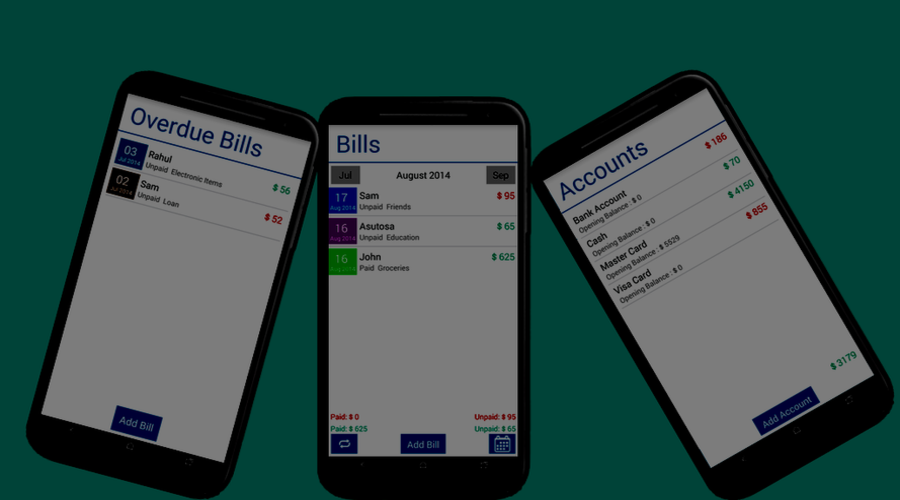 Overdue Bills
03
Jul 2014
Rahul
Unpaid Electronic Items
$ 56
02
Jul 2014
Sam
Unpaid Loan
$ 52
Add Bill
Bills
Jul
August 2014
Sep
17
Aug 2014
Sam
Unpaid Friends
$ 95
16
Aug 2014
Asutosa
Unpaid Education
$ 65
16
Aug 2014
John
Paid Groceries
$ 625
Paid: $ 0
Unpaid: $ 95
Paid: $ 625
Unpaid: $ 65
Add Bill
Accounts
Bank Account
Opening Balance : $ 0
$ 186
Cash
Opening Balance : $ 0
$ 70
Master Card
Opening Balance : $ 5529
$ 4150
Visa Card
Opening Balance : $ 0
$ 855
$ 3179
Add Account